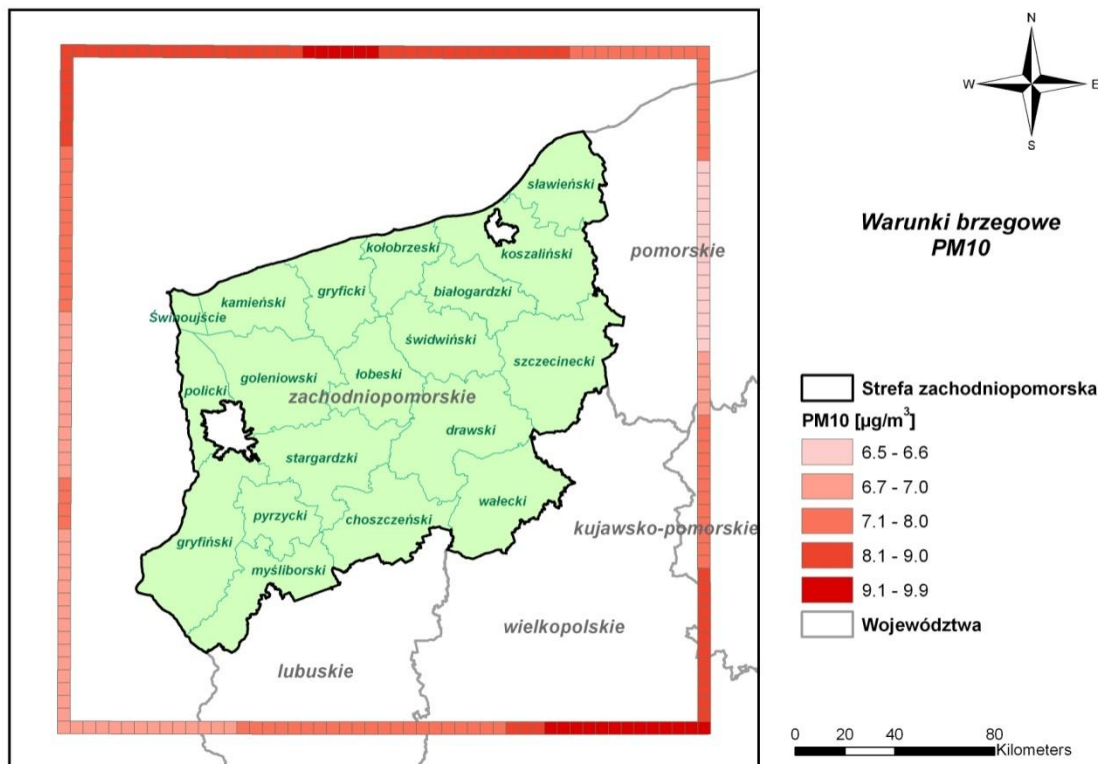 N
W E
S
Warunki brzegowe
PM10
sławieński
koszaliński
kołobrzeski
pomorskie
białogardzki
gryficki
kamieński
Świnoujście
świdwiński
szczecinecki
goleniowski
łobeski
policki
zachodniopomorskie
drawski
stargardzki
wałecki
pyrzycki
choszczeński
kujawsko-pomorskie
gryfiński
myśliborski
wielkopolskie
lubuskie
Strefa zachodniopomorska
PM10 [µg/m³]
6.5 - 6.6
6.7 - 7.0
7.1 - 8.0
8.1 - 9.0
9.1 - 9.9
Województwa
0 20 40 80
Kilometers